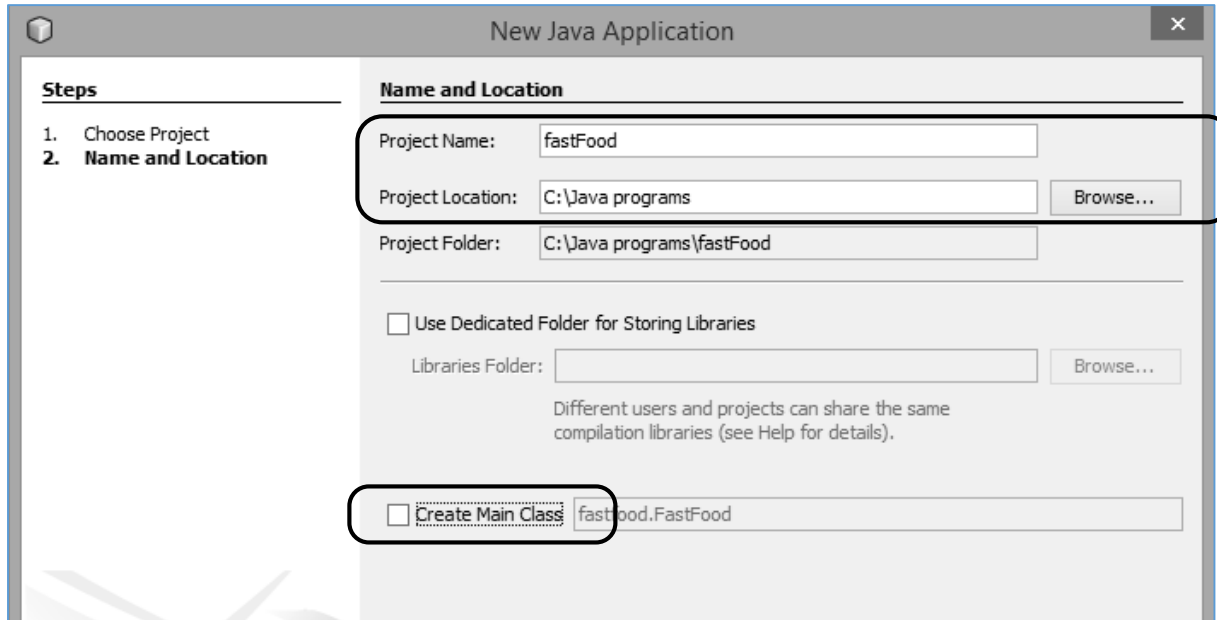 New Java Application
Steps
1. Choose Project
2. Name and Location
Name and Location
Project Name: fastFood
Project Location: C:\Java programs Browse...
Project Folder: C:\Java programs\fastFood
Use Dedicated Folder for Storing Libraries
Libraries Folder: Browse...
Different users and projects can share the same
compilation libraries (see Help for details).
Create Main Class fastfood.FastFood